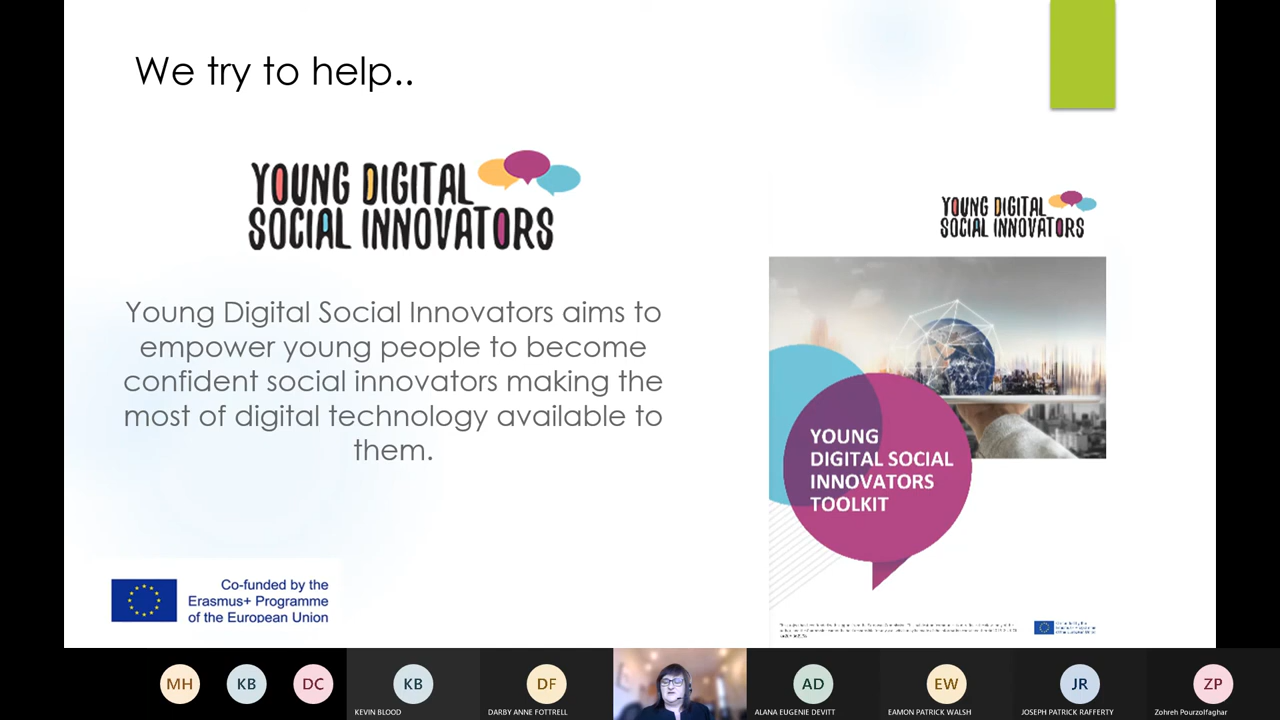 We try to help..
YOUNG DIGITAL
SOCIAL INNOVATORS
Young Digital Social Innovators aims to
empower young people to become
confident social innovators making the
most of digital technology available to
them.
Co-funded by the
Erasmus+ Programme
of the European Union
YOUNG DIGITAL
SOCIAL INNOVATORS
YOUNG
DIGITAL SOCIAL
INNOVATORS
TOOLKIT
MH
KB
DC
KB
KEVIN BLOOD
DF
DARBY ANNE FOTTRELL
AD
ALANA EUGENIE DEVITT
EW
EAMON PATRICK WALSH
JR
JOSEPH PATRICK RAFFERTY
ZP
Zohreh Pourzolfaghar